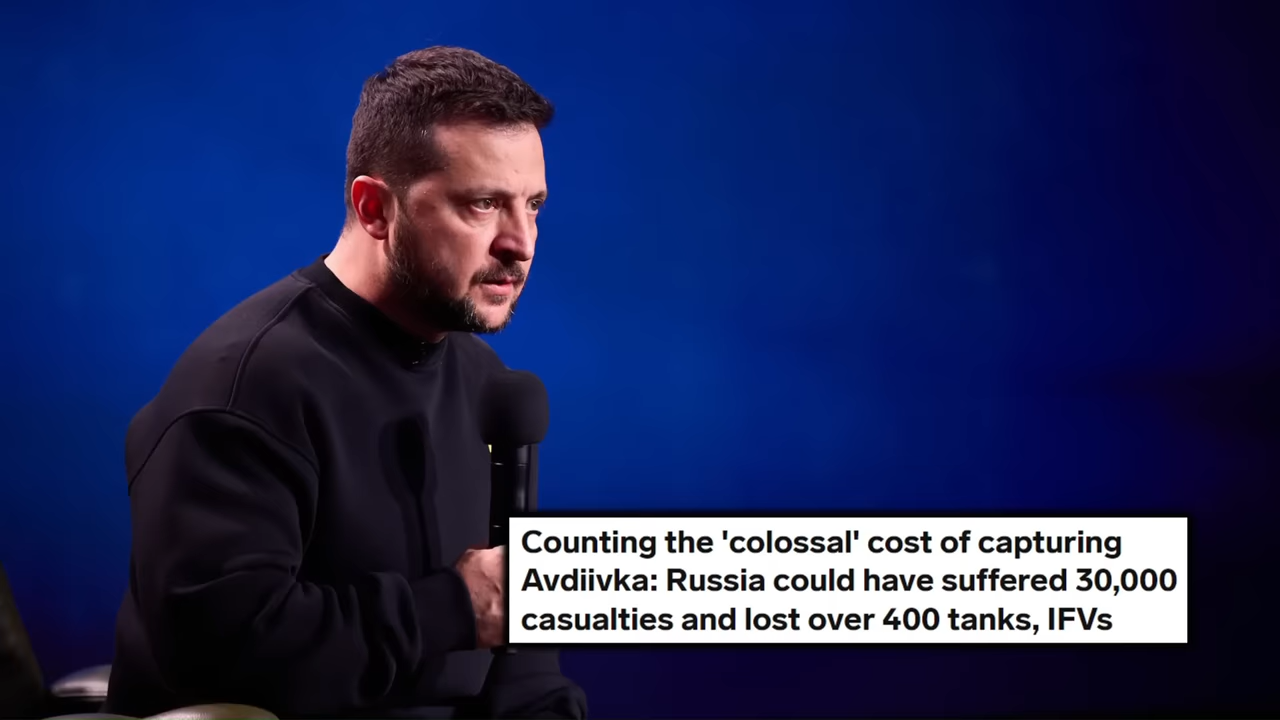 Counting the 'colossal' cost of capturing
Avdiivka: Russia could have suffered 30,000
casualties and lost over 400 tanks, IFVs